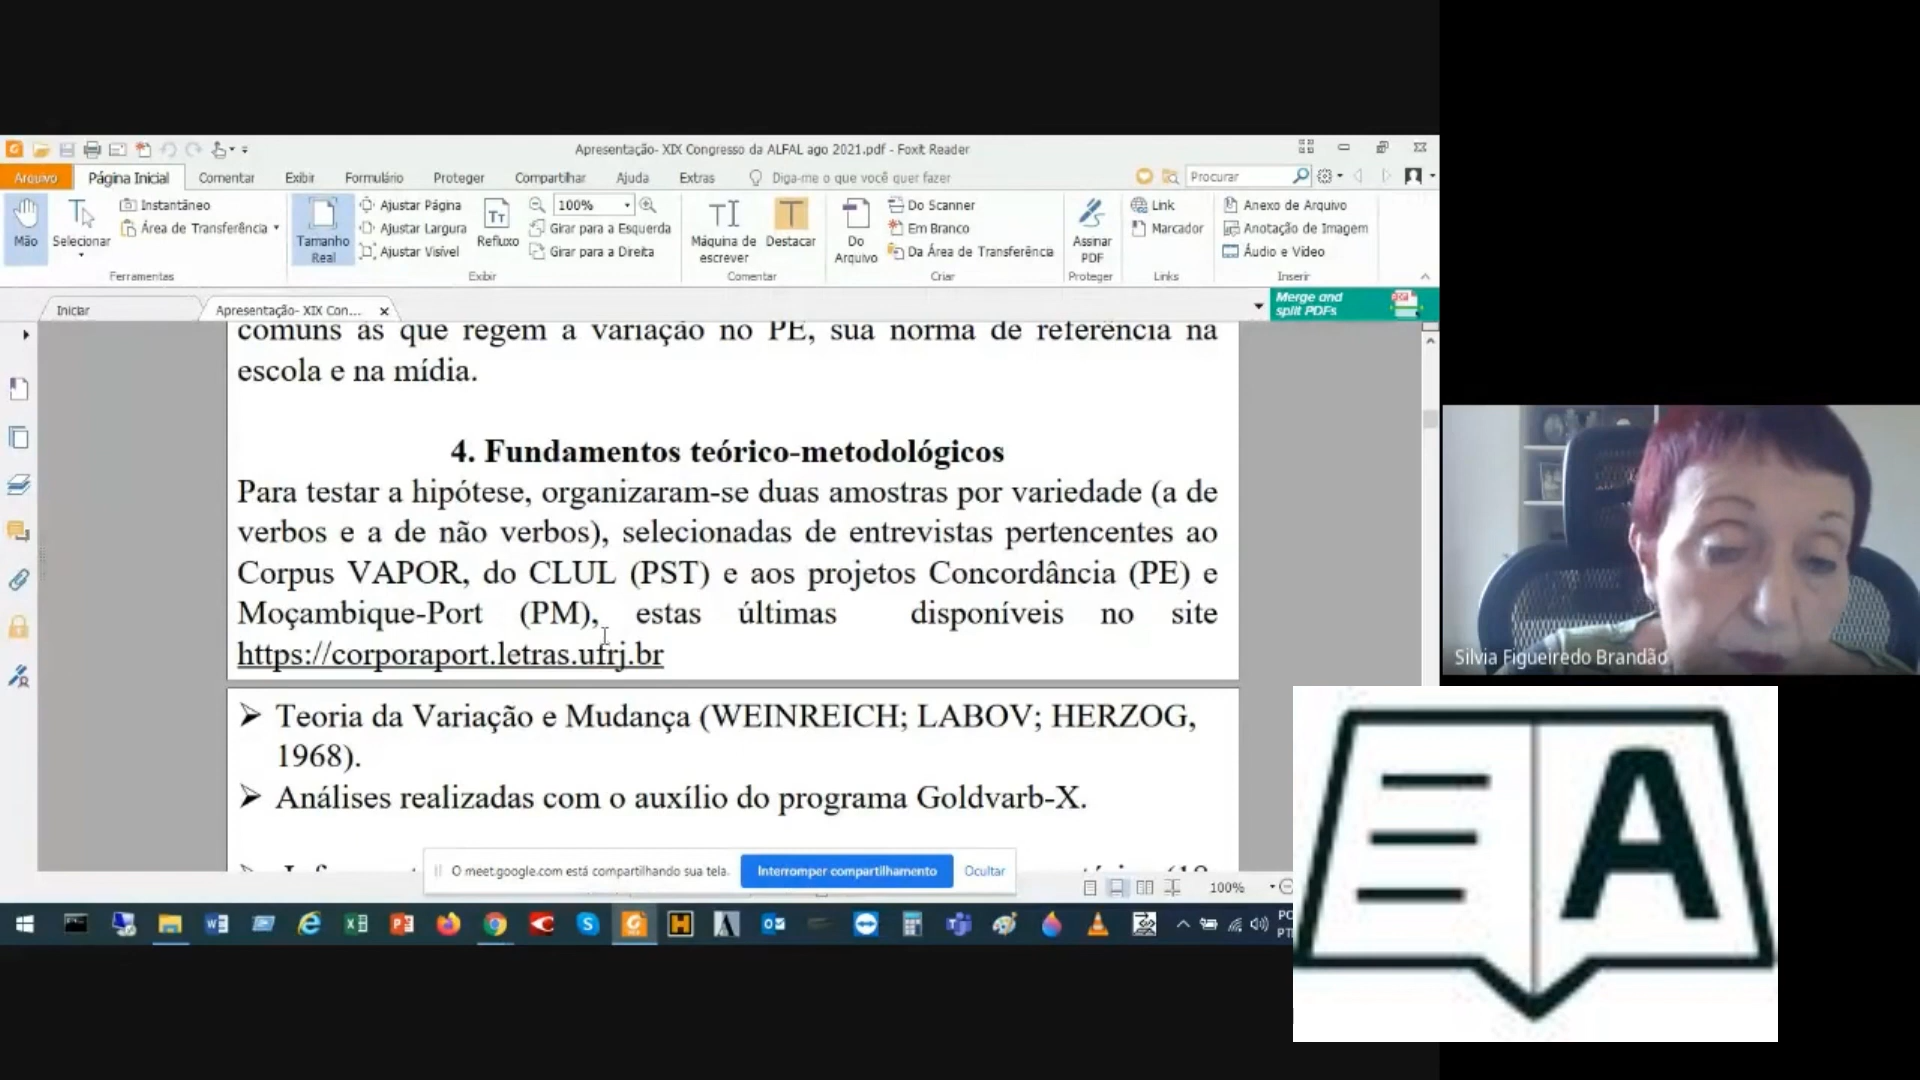 Apresentação- XIX Congresso da ALFAL ago 2021.pdf - Foxit Reader
Arquivo Página Inicial Comentar Exibir Formulário Proteger Compartilhar Ajuda Extras Diga-me o que você quer fazer Procurar
Mão
Selecionar
Instantâneo
Área de Transferência
Ferramentas
Tamanho
Real
Ajustar Página
Ajustar Largura
Ajustar Visível
Refluxo
100%
Girar para a Esquerda
Girar para a Direita
Exibir
Máquina de
escrever
Destacar
Comentar
Do
Arquivo
Do Scanner
Em Branco
Da Área de Transferência
Criar
Assinar
PDF
Proteger
Link
Marcador
Links
Anexo de Arquivo
Anotação de Imagem
Áudio e Vídeo
Inserir
Iniciar
Apresentação- XIX Con...
Merge and
split PDFs
comuns às que regem a variação no PE, sua norma de referência na
escola e na mídia.
4. Fundamentos teórico-metodológicos
Para testar a hipótese, organizaram-se duas amostras por variedade (a de
verbos e a de não verbos), selecionadas de entrevistas pertencentes ao
Corpus VAPOR, do CLUL (PST) e aos projetos Concordância (PE) e
Moçambique-Port (PM), estas últimas disponíveis no site
https://corporaport.letras.ufrj.br
➢ Teoria da Variação e Mudança (WEINREICH; LABOV; HERZOG,
1968).
➢ Análises realizadas com o auxílio do programa Goldvarb-X.
O meet.google.com está compartilhando sua tela.
Interromper compartilhamento
Ocultar
100%
Silvia Figueiredo Brandão
A